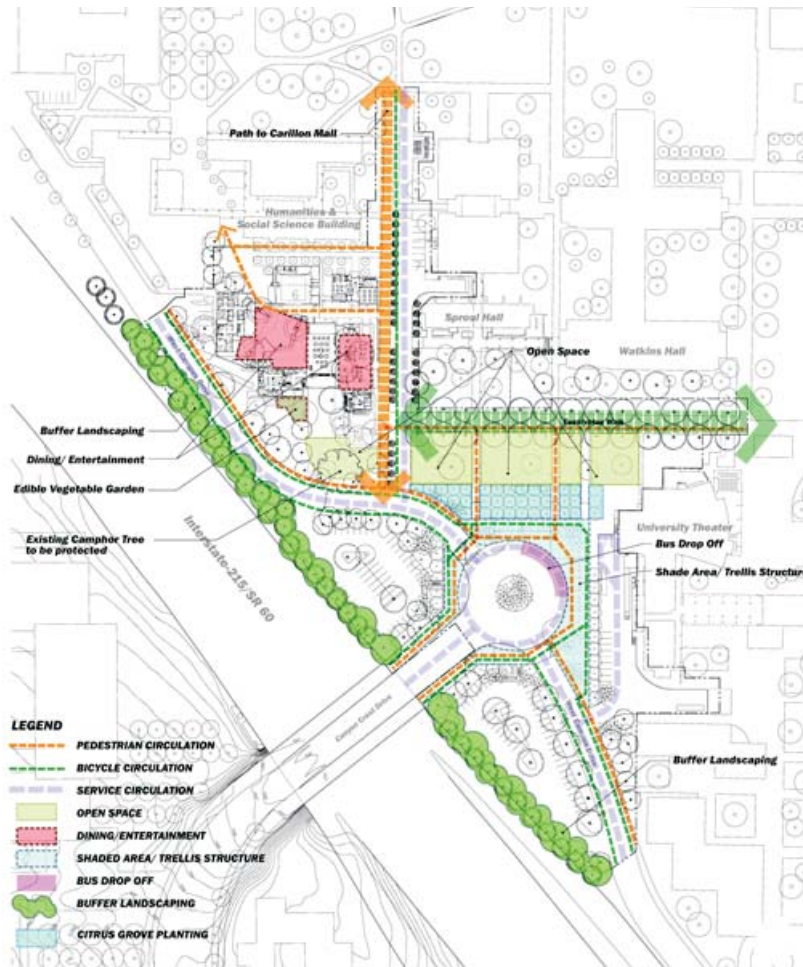 Path to Carillon Mall
Humanities &
Social Science Building
Sproul Hall
Open Space
Watkins Hall
Buffer Landscaping
Dining/ Entertainment
Edible Vegetable Garden
Existing Camphor Tree
to be protected
Interstate-215/SR 60
University Theater
Bus Drop Off
Shade Area/ Trellis Structure
Campus Crest Drive
Buffer Landscaping
LEGEND
PEDESTRIAN CIRCULATION
BICYCLE CIRCULATION
SERVICE CIRCULATION
OPEN SPACE
DINING/ENTERTAINMENT
SHADED AREA/ TRELLIS STRUCTURE
BUS DROP OFF
BUFFER LANDSCAPING
CITRUS GROVE PLANTING